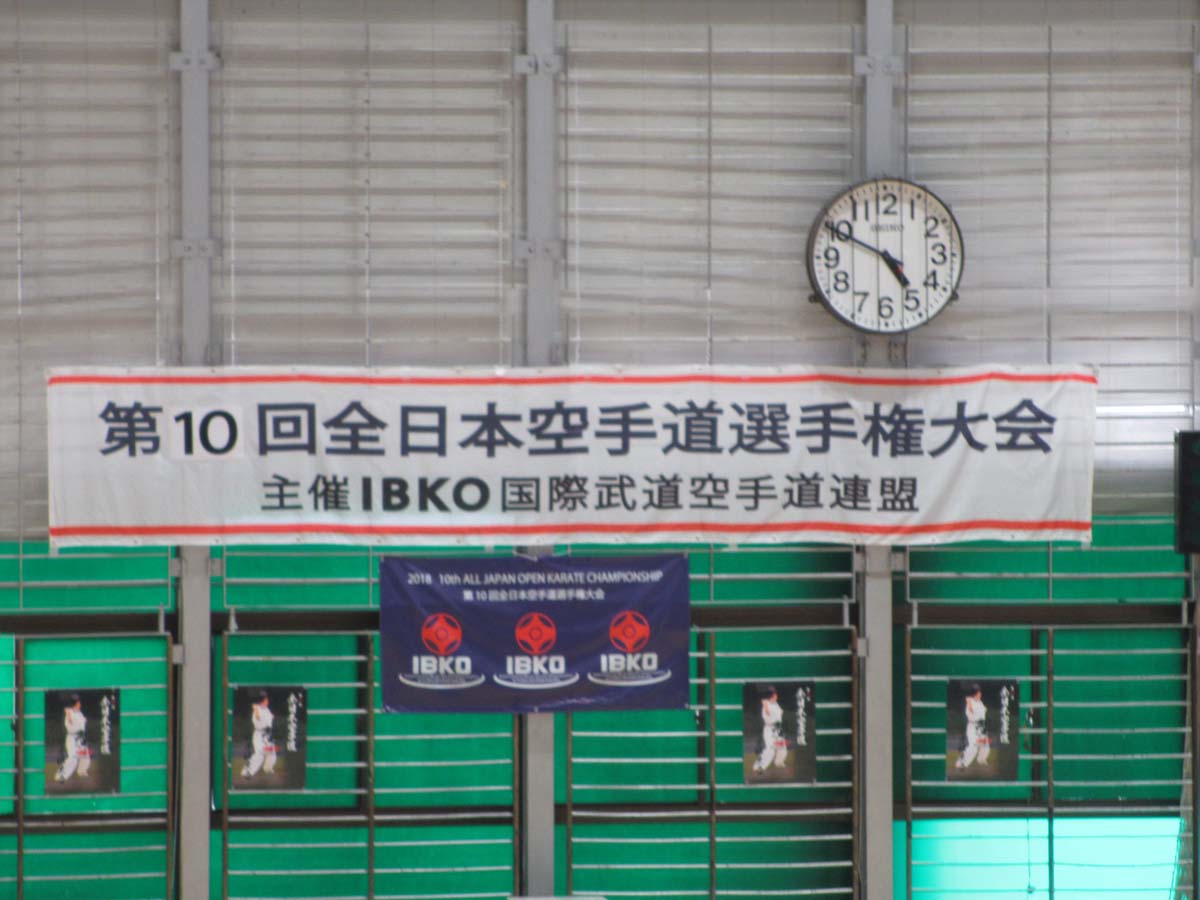 11 12 1
10 2
9 3
8 4
7 6 5
SEIKO
第10回全日本空手道選手権大会
主催IBKO国際武道空手道連盟
2018 10th ALL JAPAN OPEN KARATE CHAMPIONSHIP
第10回全日本空手道選手権大会
IBKO IBKO IBKO